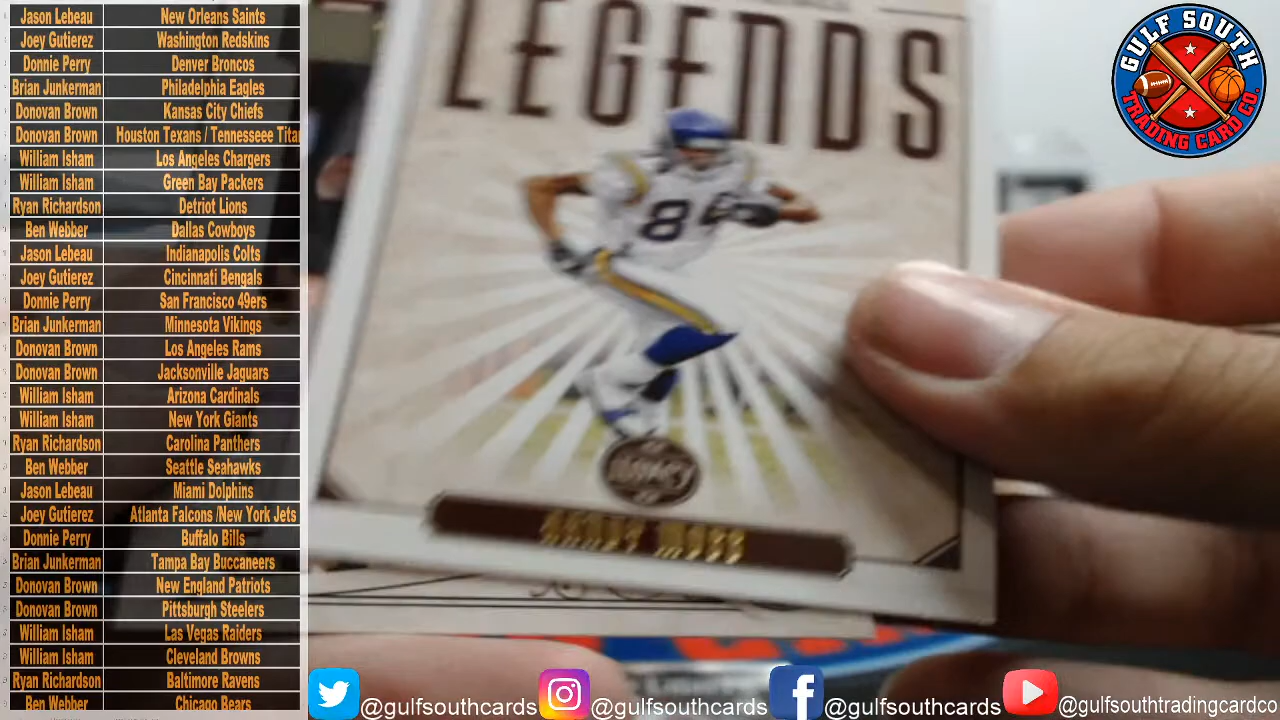 Jason Lebeau New Orleans Saints
Joey Gutierez Washington Redskins
Donnie Perry Denver Broncos
Brian Junkerman Philadelphia Eagles
Donovan Brown Kansas City Chiefs
Donovan Brown Houston Texans / Tennesseee Titan
William Isham Los Angeles Chargers
William Isham Green Bay Packers
Ryan Richardson Detriot Lions
Ben Webber Dallas Cowboys
Jason Lebeau Indianapolis Colts
Joey Gutierez Cincinnati Bengals
Donnie Perry San Francisco 49ers
Brian Junkerman Minnesota Vikings
Donovan Brown Los Angeles Rams
Donovan Brown Jacksonville Jaguars
William Isham Arizona Cardinals
William Isham New York Giants
Ryan Richardson Carolina Panthers
Ben Webber Seattle Seahawks
Jason Lebeau Miami Dolphins
Joey Gutierez Atlanta Falcons /New York Jets
Donnie Perry Buffalo Bills
Brian Junkerman Tampa Bay Buccaneers
Donovan Brown New England Patriots
Donovan Brown Pittsburgh Steelers
William Isham Las Vegas Raiders
William Isham Cleveland Browns
Ryan Richardson Baltimore Ravens
Ben Webber Chicago Bears
LEGENDS
84
LEGACY
RANDY MOSS
GULF SOUTH
TRADING CARD CO.
@gulfsouthcards
@gulfsouthcards
@gulfsouthcards
@gulfsouthtradingcardco